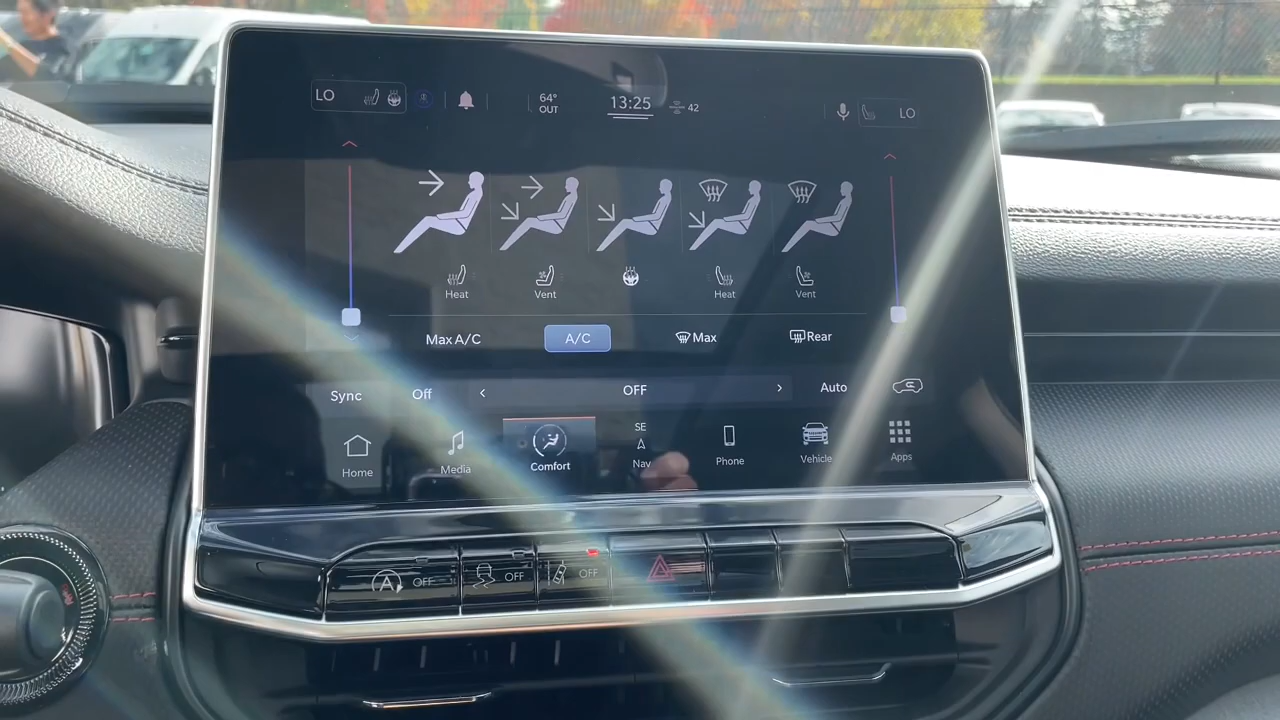 LO
64°
OUT
13:25
42
LO
Heat
Vent
Heat
Vent
Max A/C
A/C
Max
Rear
Sync
Off
OFF
Auto
Home
Media
Comfort
SE
Nav
Phone
Vehicle
Apps
A OFF
OFF
OFF